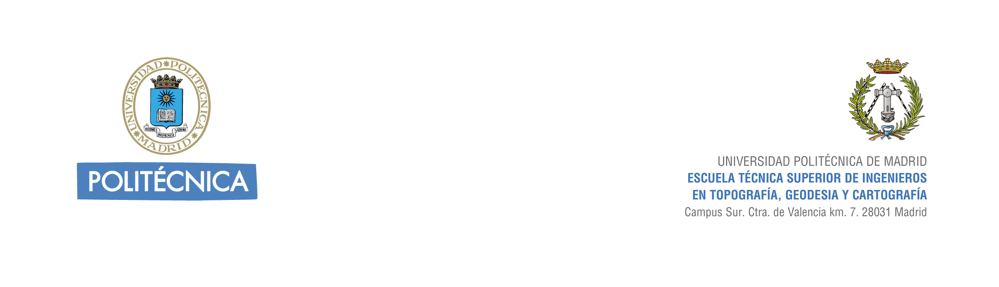 UNIVERSIDAD POLITECNICA
MADRID
TECHNICA IMPENDI NATIONI
POLITÉCNICA
UNIVERSIDAD POLITÉCNICA DE MADRID
ESCUELA TÉCNICA SUPERIOR DE INGENIEROS
EN TOPOGRAFÍA, GEODESIA Y CARTOGRAFÍA
Campus Sur. Ctra. de Valencia km. 7. 28031 Madrid